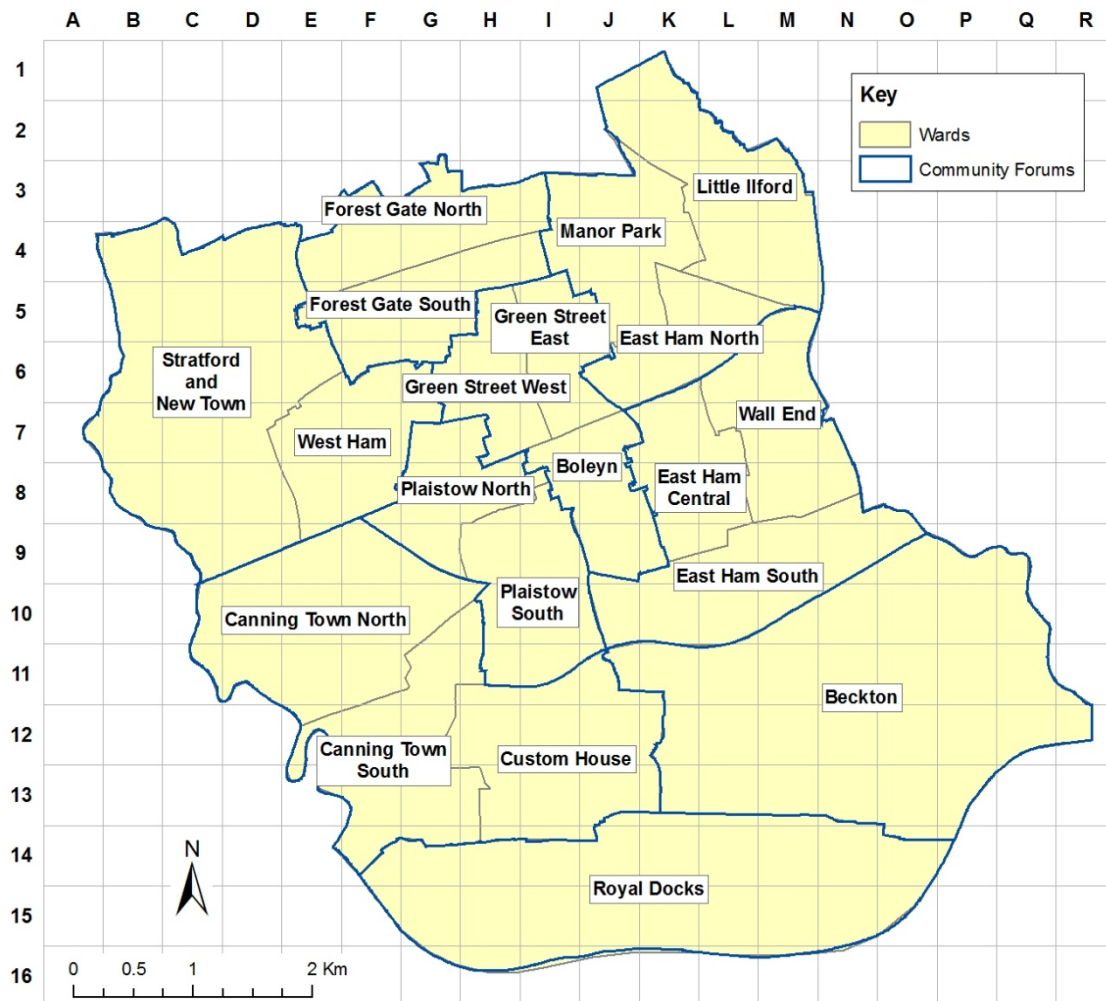 A B C D E F G H I J K L M N O P Q R
1
Key
2
Wards
Community Forums
3
Little Ilford
Forest Gate North
4
Manor Park
5
Forest Gate South
Green Street
East
East Ham North
6
Stratford
and
New Town
Green Street West
7
West Ham
Wall End
Boleyn
8
Plaistow North
East Ham
Central
9
East Ham South
10
Canning Town North
Plaistow
South
11
Beckton
12
Canning Town
South
Custom House
13
14
N
Royal Docks
15
16
0 0.5 1 2 Km